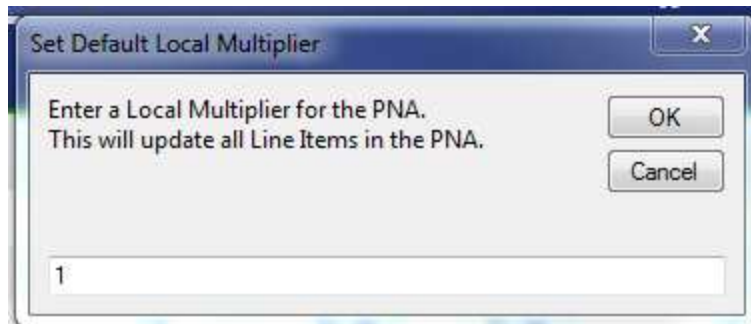 Set Default Local Multiplier
Enter a Local Multiplier for the PNA.
This will update all Line Items in the PNA.
OK
Cancel
1